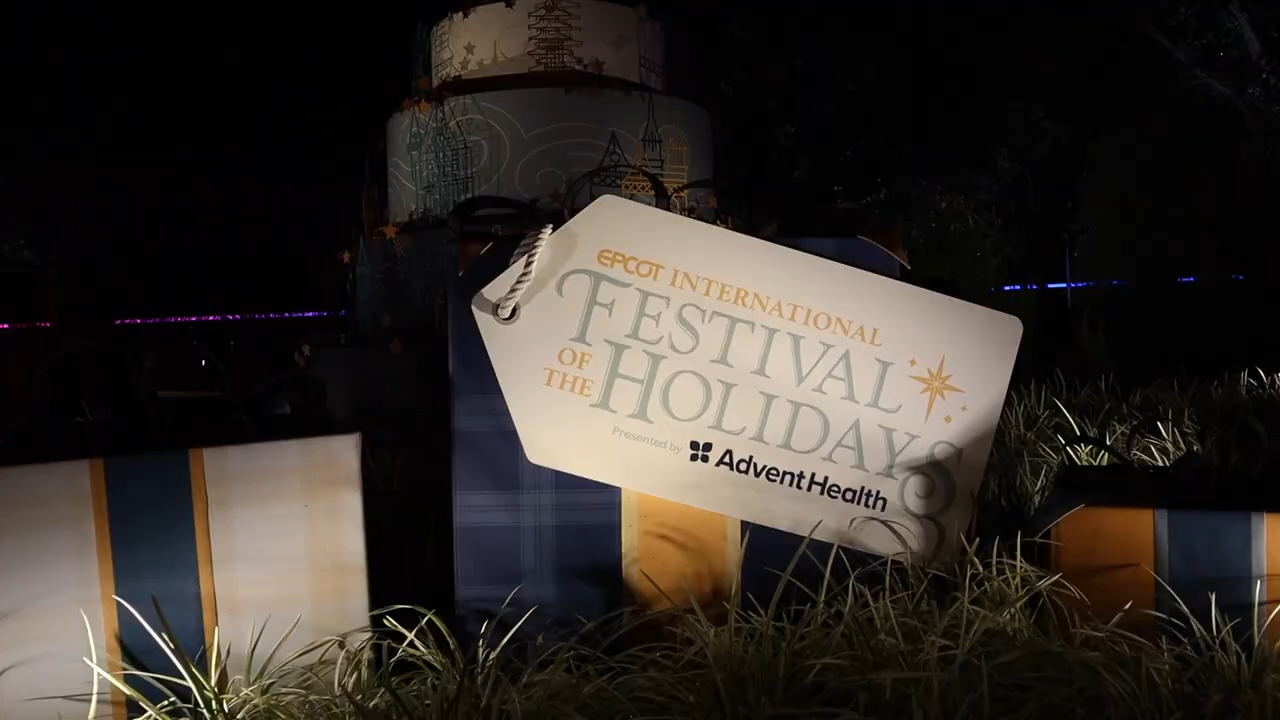 EPCOT INTERNATIONAL
FESTIVAL
OF THE HOLIDAYS
Presented by AdventHealth